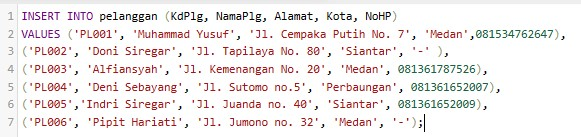 1 INSERT INTO pelanggan (KdPlg, NamaPlg, Alamat, Kota, NoHP)
2 VALUES ('PL001', 'Muhammad Yusuf', 'Jl. Cempaka Putih No. 7', 'Medan',081534762647),
3 ('PL002', 'Doni Siregar', 'Jl. Tapilaya No. 80', 'Siantar', '-' ),
4 ('PL003', 'Alfiansyah', 'Jl. Kemenangan No. 20', 'Medan', 081361787526),
5 ('PL004', 'Deni Sebayang', 'Jl. Sutomo no.5', 'Perbaungan', 081361652007),
6 ('PL005','Indri Siregar', 'Jl. Juanda no. 40', 'Siantar', 081361652009),
7 ('PL006', 'Pipit Hariati', 'Jl. Jumono no. 32', 'Medan', '-');